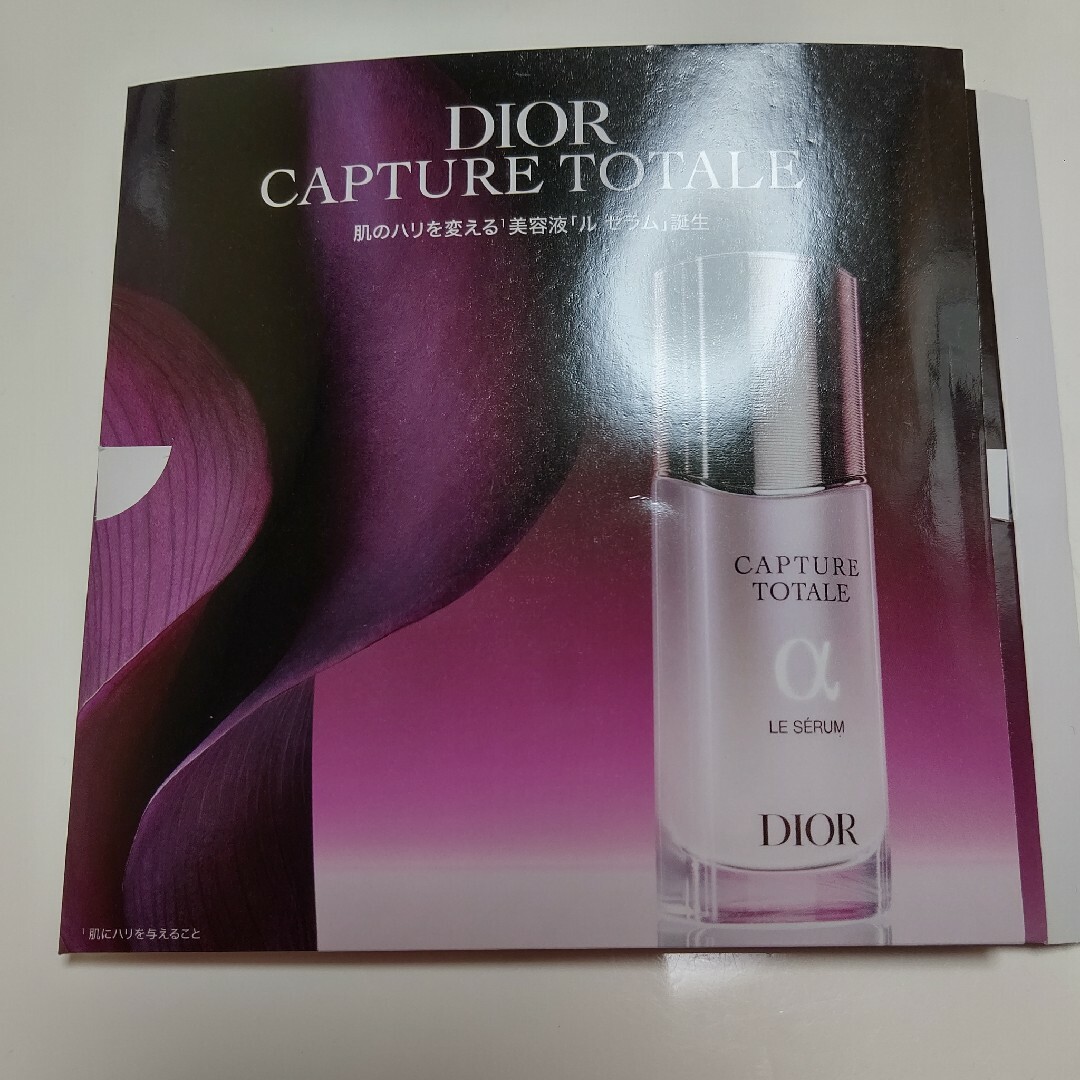 DIOR
CAPTURE TOTALE
肌のハリを変える¹美容液「ル セラム」誕生
CAPTURE
TOTALE
α
LE SÉRUM
DIOR
¹ 肌にハリを与えること